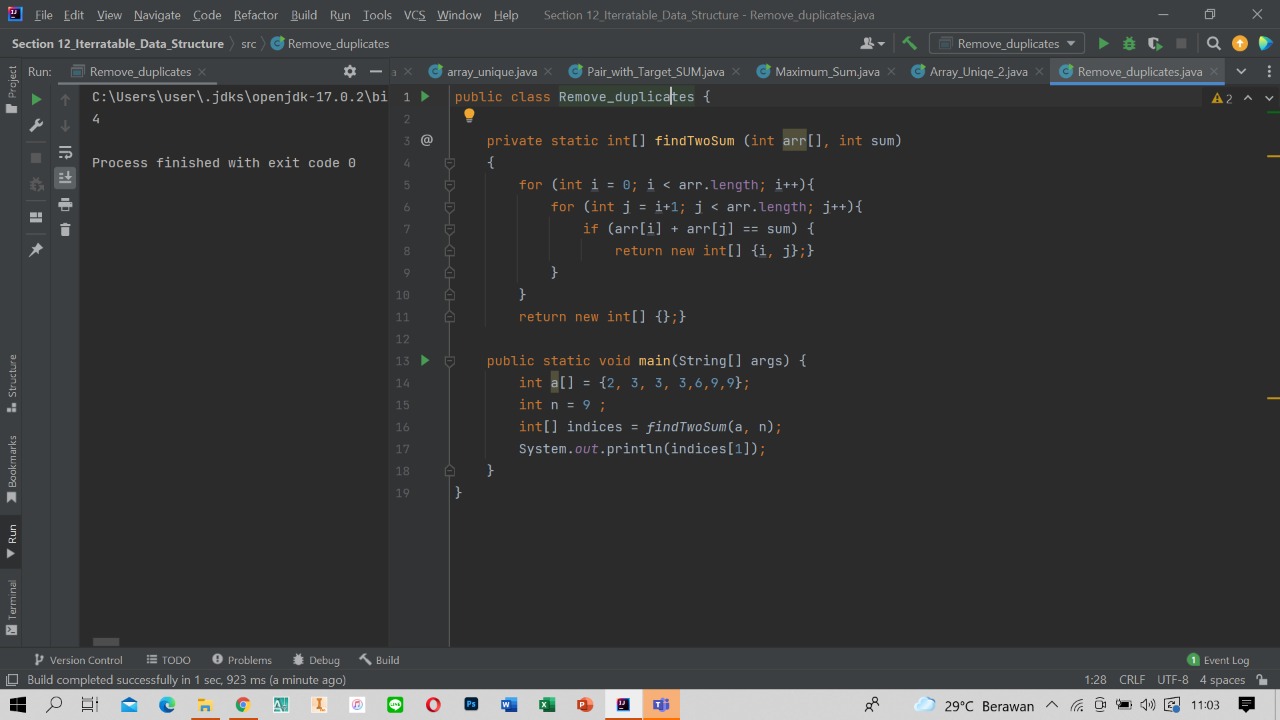 File Edit View Navigate Code Refactor Build Run Tools VCS Window Help Section 12_Iterratable_Data_Structure - Remove_duplicates.java
Section 12_Iterratable_Data_Structure src Remove_duplicates Remove_duplicates
Project
Run: Remove_duplicates
array_unique.java Pair_with_Target_SUM.java Maximum_Sum.java Array_Uniqe_2.java Remove_duplicates.java
C:\Users\user\.jdks\openjdk-17.0.2\bi
4
Process finished with exit code 0
2
1 public class Remove_duplicates {
2
3 @ private static int[] findTwoSum (int arr[], int sum)
4 {
5 for (int i = 0; i < arr.length; i++){
6 for (int j = i+1; j < arr.length; j++){
7 if (arr[i] + arr[j] == sum) {
8 return new int[] {i, j};}
9 }
10 }
11 return new int[] {};}
12
13 public static void main(String[] args) {
14 int a[] = {2, 3, 3, 3,6,9,9};
15 int n = 9 ;
16 int[] indices = findTwoSum(a, n);
17 System.out.println(indices[1]);
18 }
19 }
Structure
Bookmarks
Run
Terminal
Version Control TODO Problems Debug Build 1 Event Log
Build completed successfully in 1 sec, 923 ms (a minute ago) 1:28 CRLF UTF-8 4 spaces
29°C Berawan 11:03